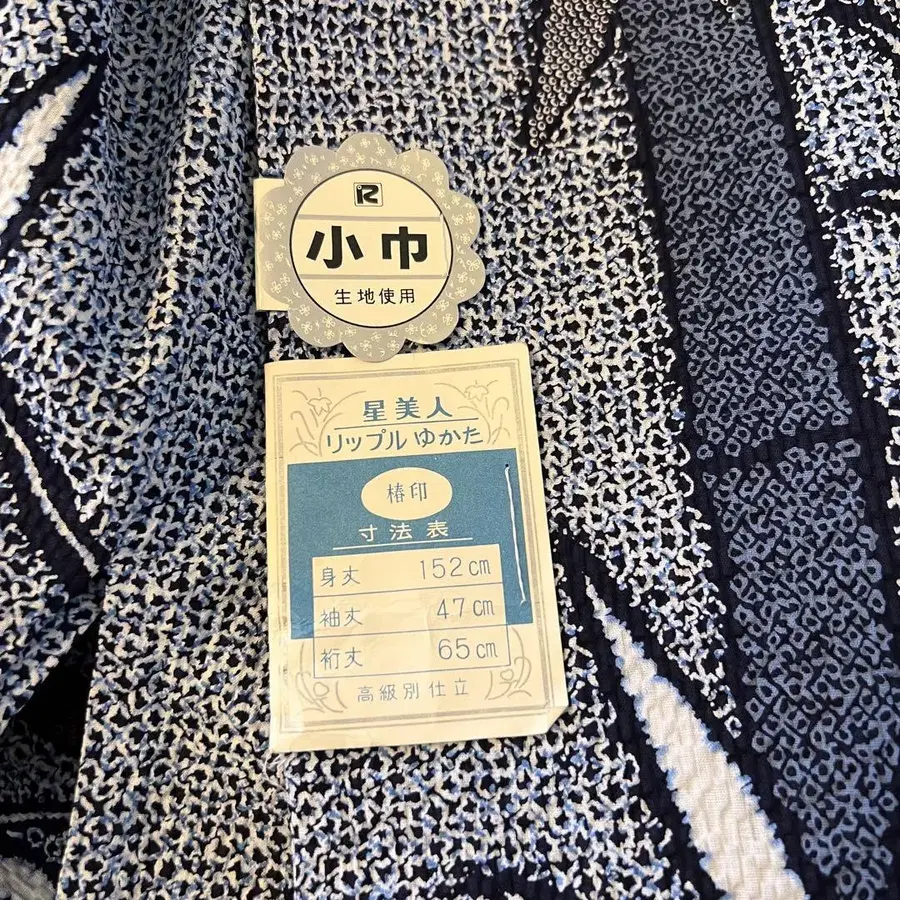 R
小巾
生地使用
星美人
リップルゆかた
椿印
寸法表
身丈 152cm
袖丈 47cm
裄丈 65cm
高級別仕立